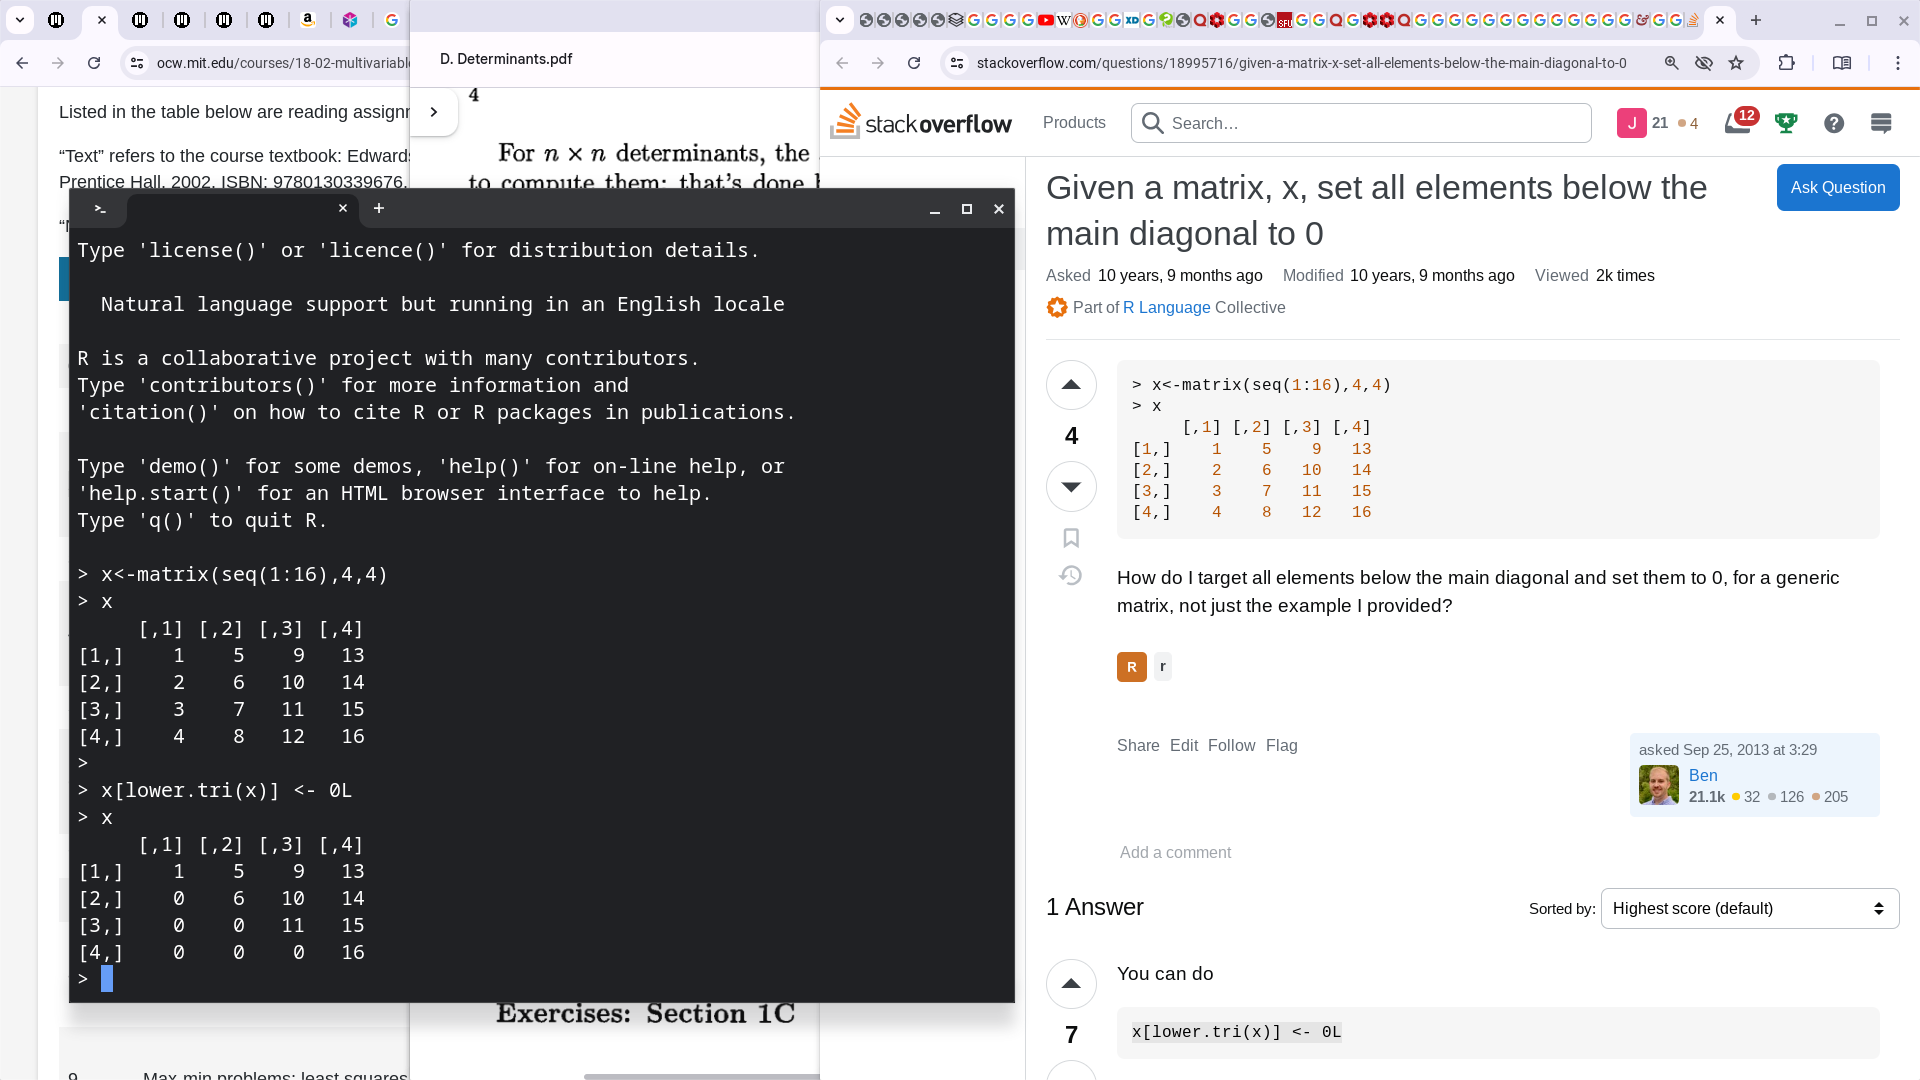 ocw.mit.edu/courses/18-02-multivariable
Listed in the table below are reading assignm
“Text” refers to the course textbook: Edwards
Prentice Hall, 2002. ISBN: 9780130339676.
9 Max-min problems; least squares
D. Determinants.pdf
4
For n × n determinants, the
to compute them; that's done b
Exercises: Section 1C
Type 'license()' or 'licence()' for distribution details.
Natural language support but running in an English locale
R is a collaborative project with many contributors.
Type 'contributors()' for more information and
'citation()' on how to cite R or R packages in publications.
Type 'demo()' for some demos, 'help()' for on-line help, or
'help.start()' for an HTML browser interface to help.
Type 'q()' to quit R.
> x<-matrix(seq(1:16),4,4)
> x
[,1] [,2] [,3] [,4]
[1,] 1 5 9 13
[2,] 2 6 10 14
[3,] 3 7 11 15
[4,] 4 8 12 16
>
> x[lower.tri(x)] <- 0L
> x
[,1] [,2] [,3] [,4]
[1,] 1 5 9 13
[2,] 0 6 10 14
[3,] 0 0 11 15
[4,] 0 0 0 16
>
stackoverflow.com/questions/18995716/given-a-matrix-x-set-all-elements-below-the-main-diagonal-to-0
stackoverflow Products Search… J 21 4 12
Given a matrix, x, set all elements below the
main diagonal to 0
Ask Question
Asked 10 years, 9 months ago Modified 10 years, 9 months ago Viewed 2k times
Part of R Language Collective
4
> x<-matrix(seq(1:16),4,4)
> x
[,1] [,2] [,3] [,4]
[1,] 1 5 9 13
[2,] 2 6 10 14
[3,] 3 7 11 15
[4,] 4 8 12 16
How do I target all elements below the main diagonal and set them to 0, for a generic
matrix, not just the example I provided?
R r
Share Edit Follow Flag
asked Sep 25, 2013 at 3:29
Ben
21.1k 32 126 205
Add a comment
1 Answer
Sorted by: Highest score (default)
You can do
7
x[lower.tri(x)] <- 0L